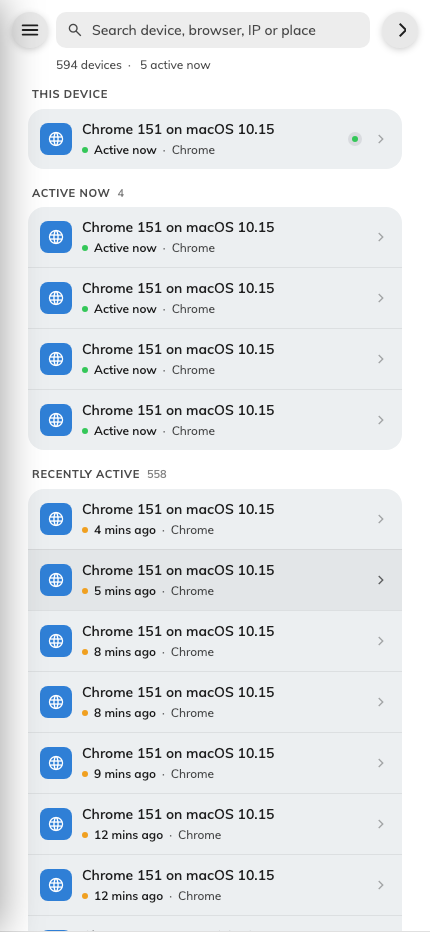 Search device, browser, IP or place
594 devices · 5 active now
THIS DEVICE
Chrome 151 on macOS 10.15
Active now · Chrome
ACTIVE NOW 4
Chrome 151 on macOS 10.15
Active now · Chrome
Chrome 151 on macOS 10.15
Active now · Chrome
Chrome 151 on macOS 10.15
Active now · Chrome
Chrome 151 on macOS 10.15
Active now · Chrome
RECENTLY ACTIVE 558
Chrome 151 on macOS 10.15
4 mins ago · Chrome
Chrome 151 on macOS 10.15
5 mins ago · Chrome
Chrome 151 on macOS 10.15
8 mins ago · Chrome
Chrome 151 on macOS 10.15
8 mins ago · Chrome
Chrome 151 on macOS 10.15
9 mins ago · Chrome
Chrome 151 on macOS 10.15
12 mins ago · Chrome
Chrome 151 on macOS 10.15
12 mins ago · Chrome